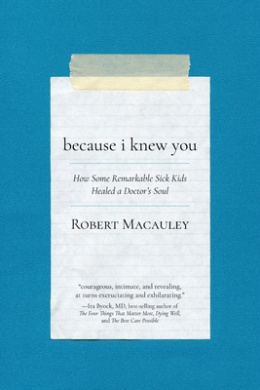 because i knew you
How Some Remarkable Sick Kids
Healed a Doctor's Soul
ROBERT MACAULEY
"courageous, intimate, and revealing,
at turns excruciating and exhilarating."
—Ira Byock, MD, best-selling author of
The Four Things That Matter Most, Dying Well,
and The Best Care Possible